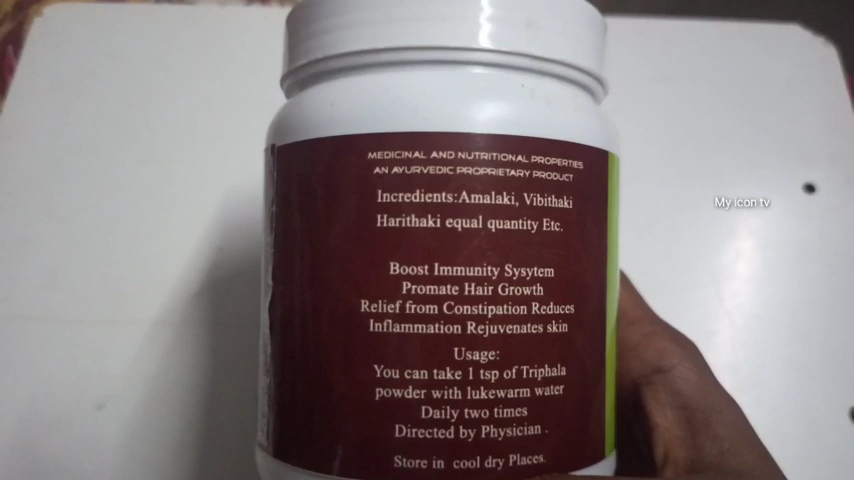 MEDICINAL AND NUTRITIONAL PROPERTIES
AN AYURVEDIC PROPRIETARY PRODUCT
Incredients:Amalaki, Vibithaki
Harithaki equal quantity Etc.
Boost Immunity Sysytem
Promate Hair Growth
Relief from Constipation Reduces
Inflammation Rejuvenates skin
Usage:
You can take 1 tsp of Triphala
powder with lukewarm water
Daily two times
Directed by Physician .
Store in cool dry Places.
My icon tv